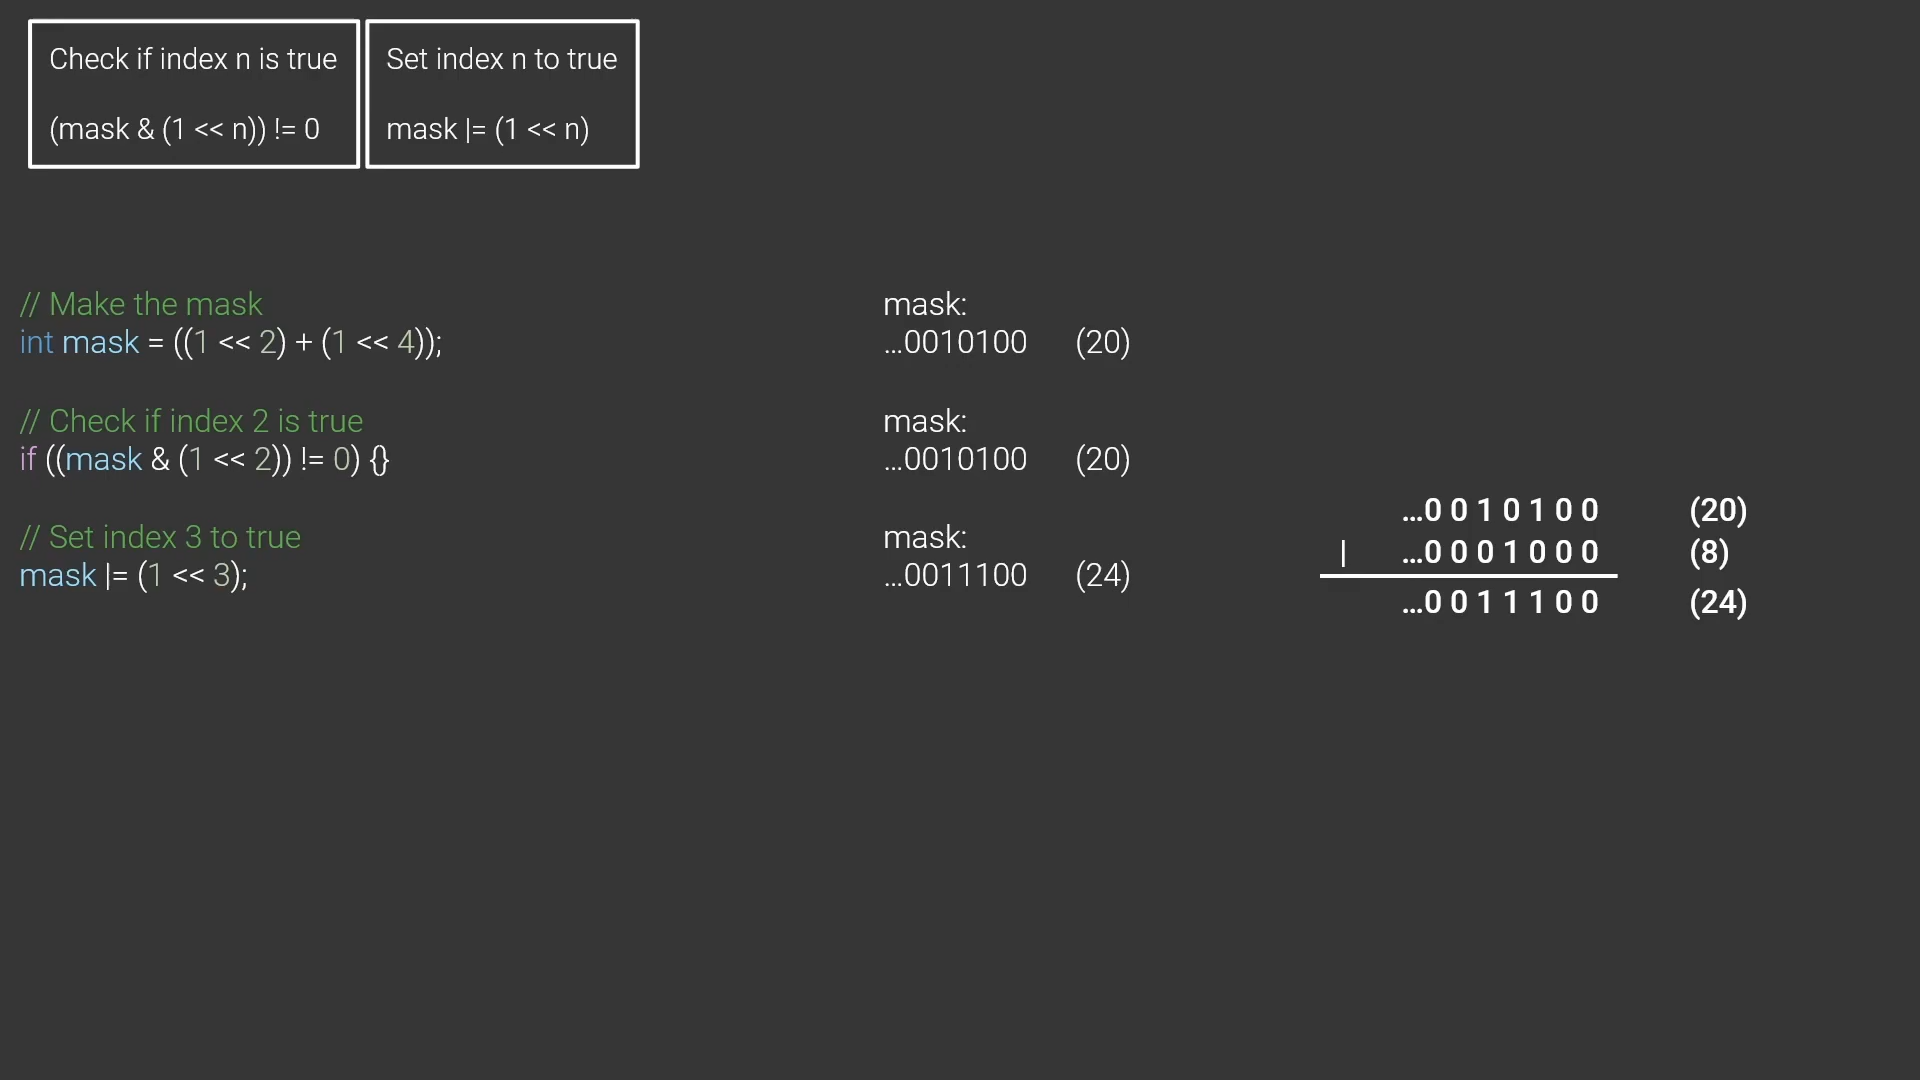 Check if index n is true
(mask & (1 << n)) != 0
Set index n to true
mask |= (1 << n)
// Make the mask
int mask = ((1 << 2) + (1 << 4));
mask:
...0010100 (20)
// Check if index 2 is true
if ((mask & (1 << 2)) != 0) {}
mask:
...0010100 (20)
// Set index 3 to true
mask |= (1 << 3);
mask:
...0011100 (24)
...0 0 1 0 1 0 0 (20)
| ...0 0 0 1 0 0 0 (8)
...0 0 1 1 1 0 0 (24)